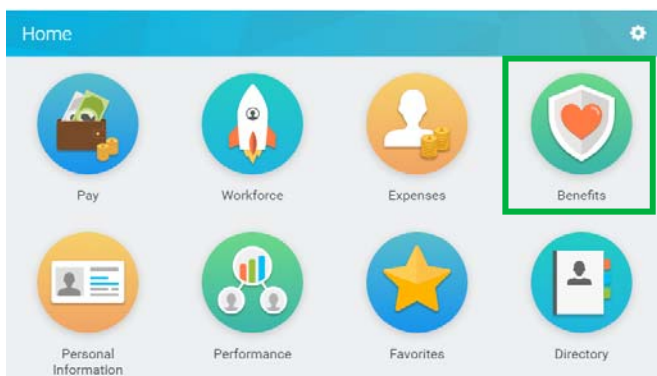 Home
Pay
Workforce
Expenses
Benefits
Personal
Information
Performance
Favorites
Directory